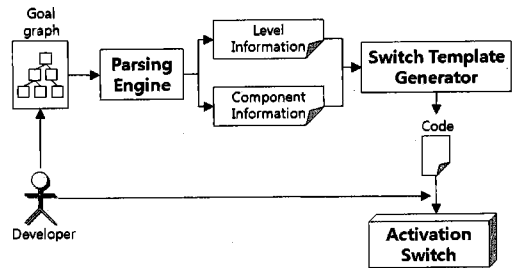 Goal
graph
Parsing
Engine
Level
Information
Component
Information
Switch Template
Generator
Code
Developer
Activation
Switch